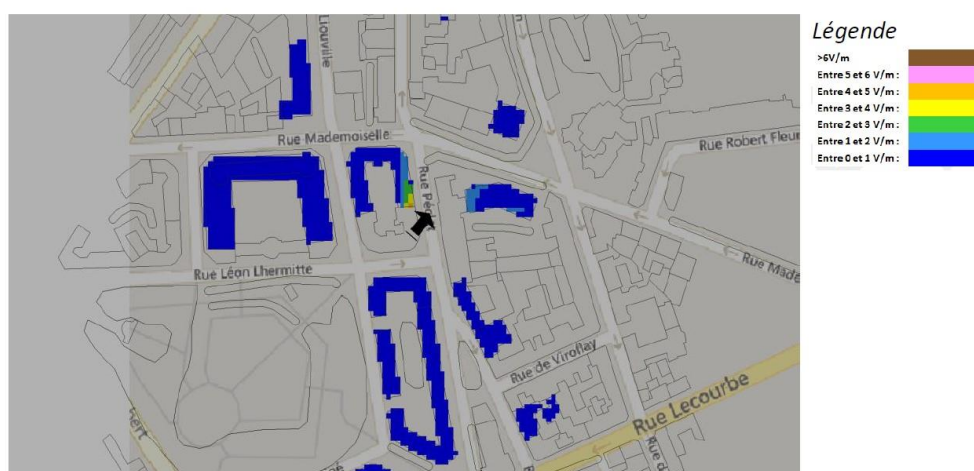 Légende
>6V/m
Entre 5 et 6 V/m :
Entre 4 et 5 V/m :
Entre 3 et 4 V/m :
Entre 2 et 3 V/m :
Entre 1 et 2 V/m :
Entre 0 et 1 V/m :
Liouville
Rue Mademoiselle
Rue Robert Fleur
Rue Léon Lhermitte
Rue Made
Rue de Viroflay
Rue Lecourbe